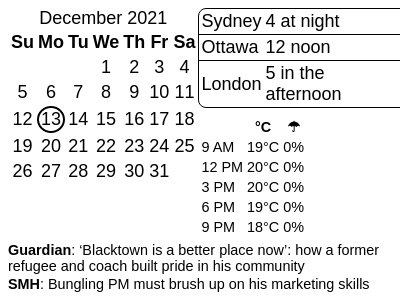 December 2021
Su Mo Tu We Th Fr Sa
1 2 3 4
5 6 7 8 9 10 11
12 13 14 15 16 17 18
19 20 21 22 23 24 25
26 27 28 29 30 31
Sydney 4 at night
Ottawa 12 noon
London 5 in the
afternoon
°C ☂
9 AM 19°C 0%
12 PM 20°C 0%
3 PM 20°C 0%
6 PM 19°C 0%
9 PM 18°C 0%
Guardian: ‘Blacktown is a better place now’: how a former
refugee and coach built pride in his community
SMH: Bungling PM must brush up on his marketing skills